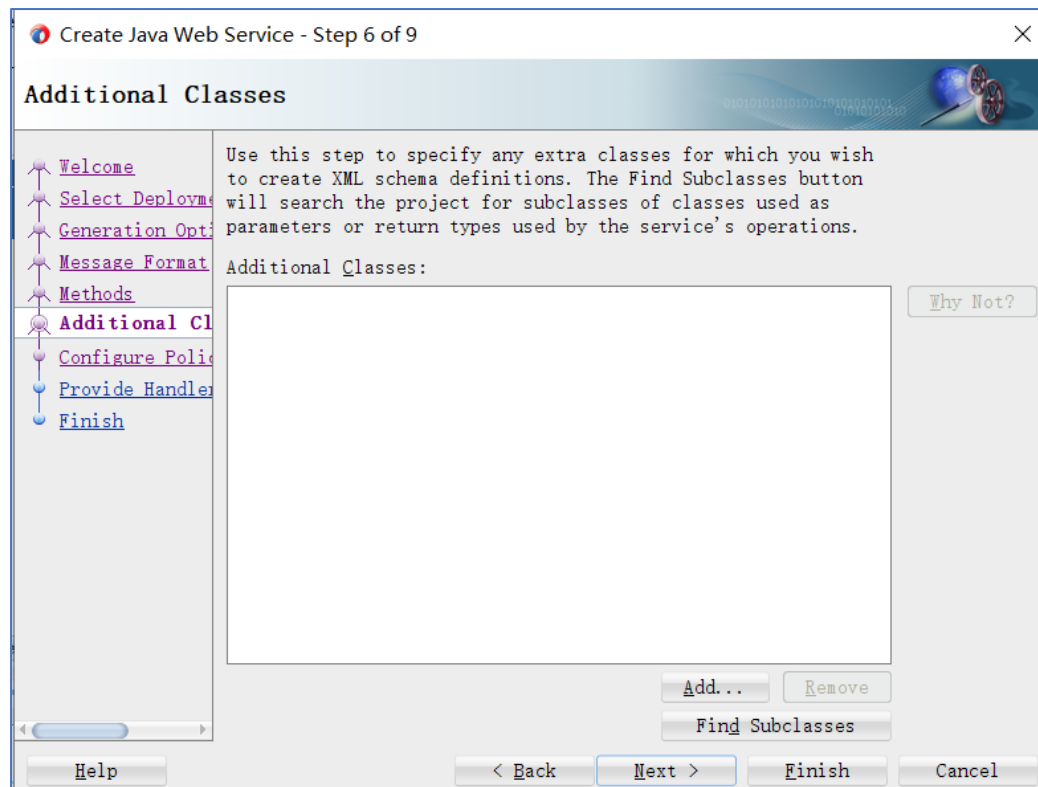 Create Java Web Service - Step 6 of 9
Additional Classes
Welcome
Select Deployme
Generation Opti
Message Format
Methods
Additional Cl
Configure Polic
Provide Handler
Finish
Use this step to specify any extra classes for which you wish
to create XML schema definitions. The Find Subclasses button
will search the project for subclasses of classes used as
parameters or return types used by the service's operations.
Additional Classes:
Why Not?
Add...
Remove
Find Subclasses
Help
< Back
Next >
Finish
Cancel